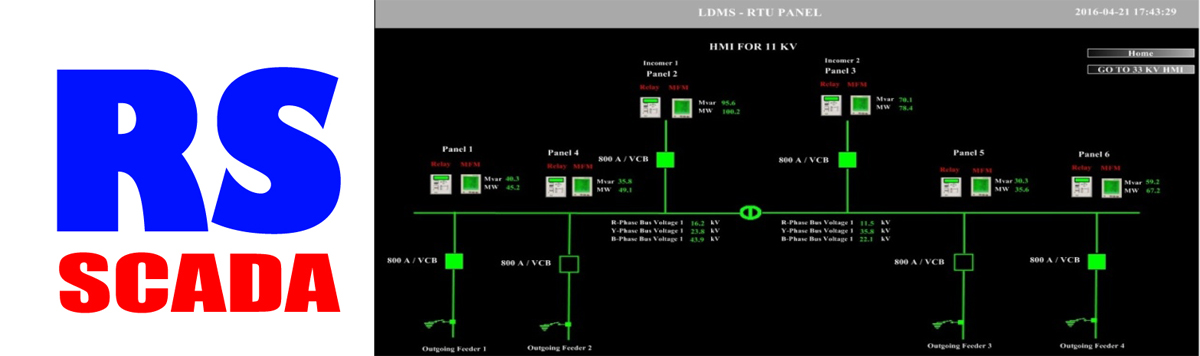 RS
SCADA
LDMS - RTU PANEL
2016-04-21 17:43:29
HMI FOR 11 KV
Home
GO TO 33 KV HMI
Incomer 1
Panel 2
Relay MFM
Mvar 95.6
MW 100.2
800 A / VCB
Incomer 2
Panel 3
Relay MFM
Mvar 70.1
MW 78.4
800 A / VCB
Panel 1
Relay MFM
Mvar 40.3
MW 45.2
Panel 4
Relay MFM
Mvar 35.8
MW 49.1
Panel 5
Relay MFM
Mvar 30.3
MW 35.6
Panel 6
Relay MFM
Mvar 59.2
MW 67.2
R-Phase Bus Voltage 1 16.2 kV
Y-Phase Bus Voltage 1 23.8 kV
B-Phase Bus Voltage 1 43.9 kV
R-Phase Bus Voltage 1 11.5 kV
Y-Phase Bus Voltage 1 35.8 kV
B-Phase Bus Voltage 1 22.1 kV
800 A / VCB
800 A / VCB
800 A / VCB
800 A / VCB
Outgoing Feeder 1
Outgoing Feeder 2
Outgoing Feeder 3
Outgoing Feeder 4